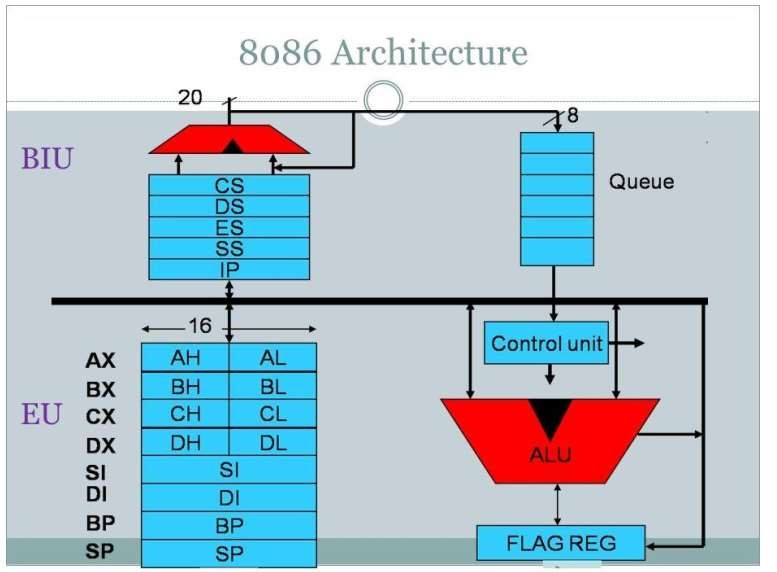 8086 Architecture
20
8
BIU
CS
DS
ES
SS
IP
Queue
16
Control unit
EU
AX AH AL
BX BH BL
CX CH CL
DX DH DL
SI SI
DI DI
BP BP
SP SP
ALU
FLAG REG